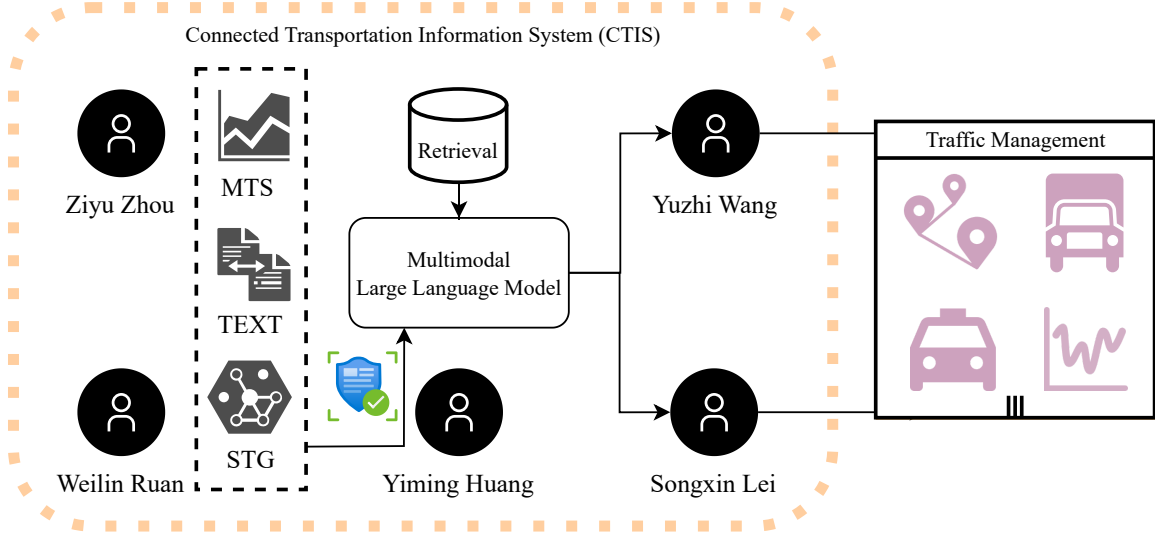 Connected Transportation Information System (CTIS)
Ziyu Zhou
MTS
TEXT
STG
Weilin Ruan
Retrieval
Multimodal
Large Language Model
Yiming Huang
Yuzhi Wang
Songxin Lei
Traffic Management